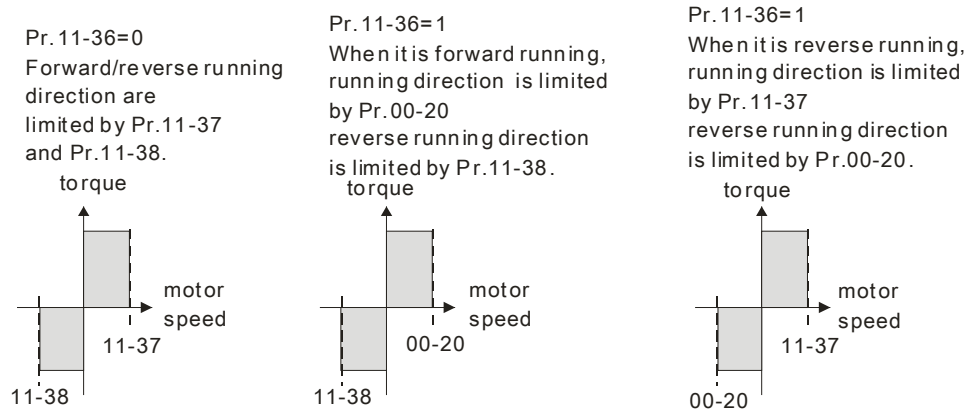 Pr.11-36=0
Forward/reverse running
direction are
limited by Pr.11-37
and Pr.11-38.
torque
motor
speed
11-37
11-38
Pr.11-36=1
When it is forward running,
running direction is limited
by Pr.00-20
reverse running direction
is limited by Pr.11-38.
torque
motor
speed
00-20
11-38
Pr.11-36=1
When it is reverse running,
running direction is limited
by Pr.11-37
reverse running direction
is limited by Pr.00-20.
torque
motor
speed
11-37
00-20